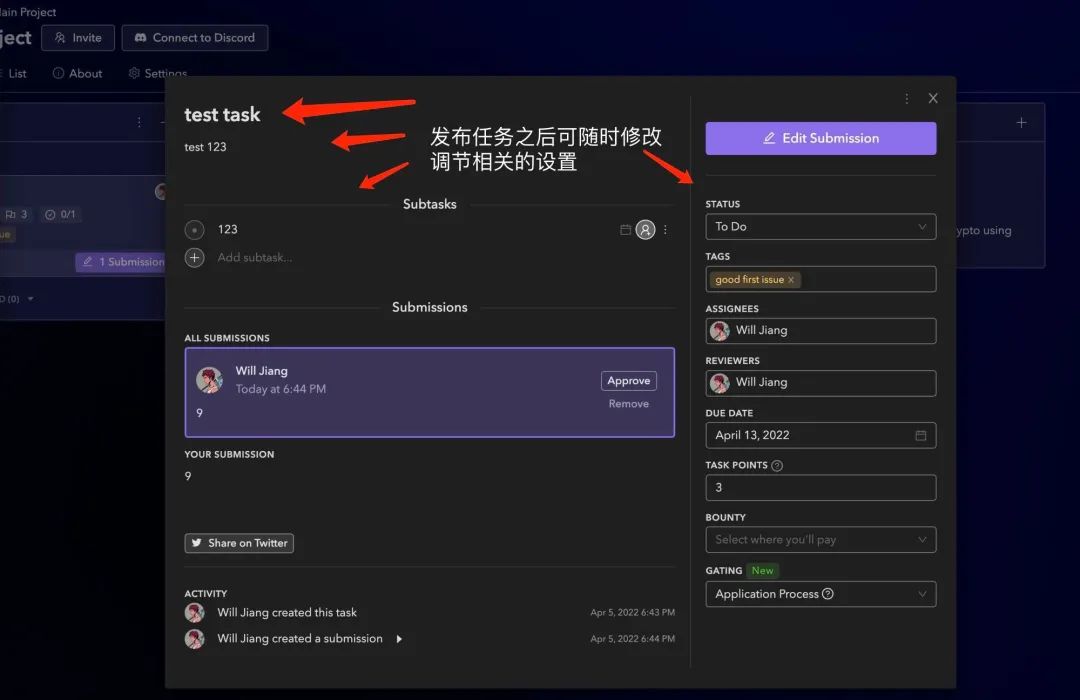 Main Project
ject
Invite
Connect to Discord
List
About
Settings
test task
test 123
发布任务之后可随时修改
调节相关的设置
Edit Submission
Subtasks
123
Add subtask...
Submissions
ALL SUBMISSIONS
Will Jiang
Today at 6:44 PM
9
Approve
Remove
YOUR SUBMISSION
9
Share on Twitter
ACTIVITY
Will Jiang created this task
Apr 5, 2022 6:43 PM
Will Jiang created a submission
Apr 5, 2022 6:44 PM
STATUS
To Do
TAGS
good first issue x
ASSIGNEES
Will Jiang
REVIEWERS
Will Jiang
DUE DATE
April 13, 2022
TASK POINTS
3
BOUNTY
Select where you'll pay
GATING New
Application Process
3
0/1
ue
1 Submission
D (0)
ypto using